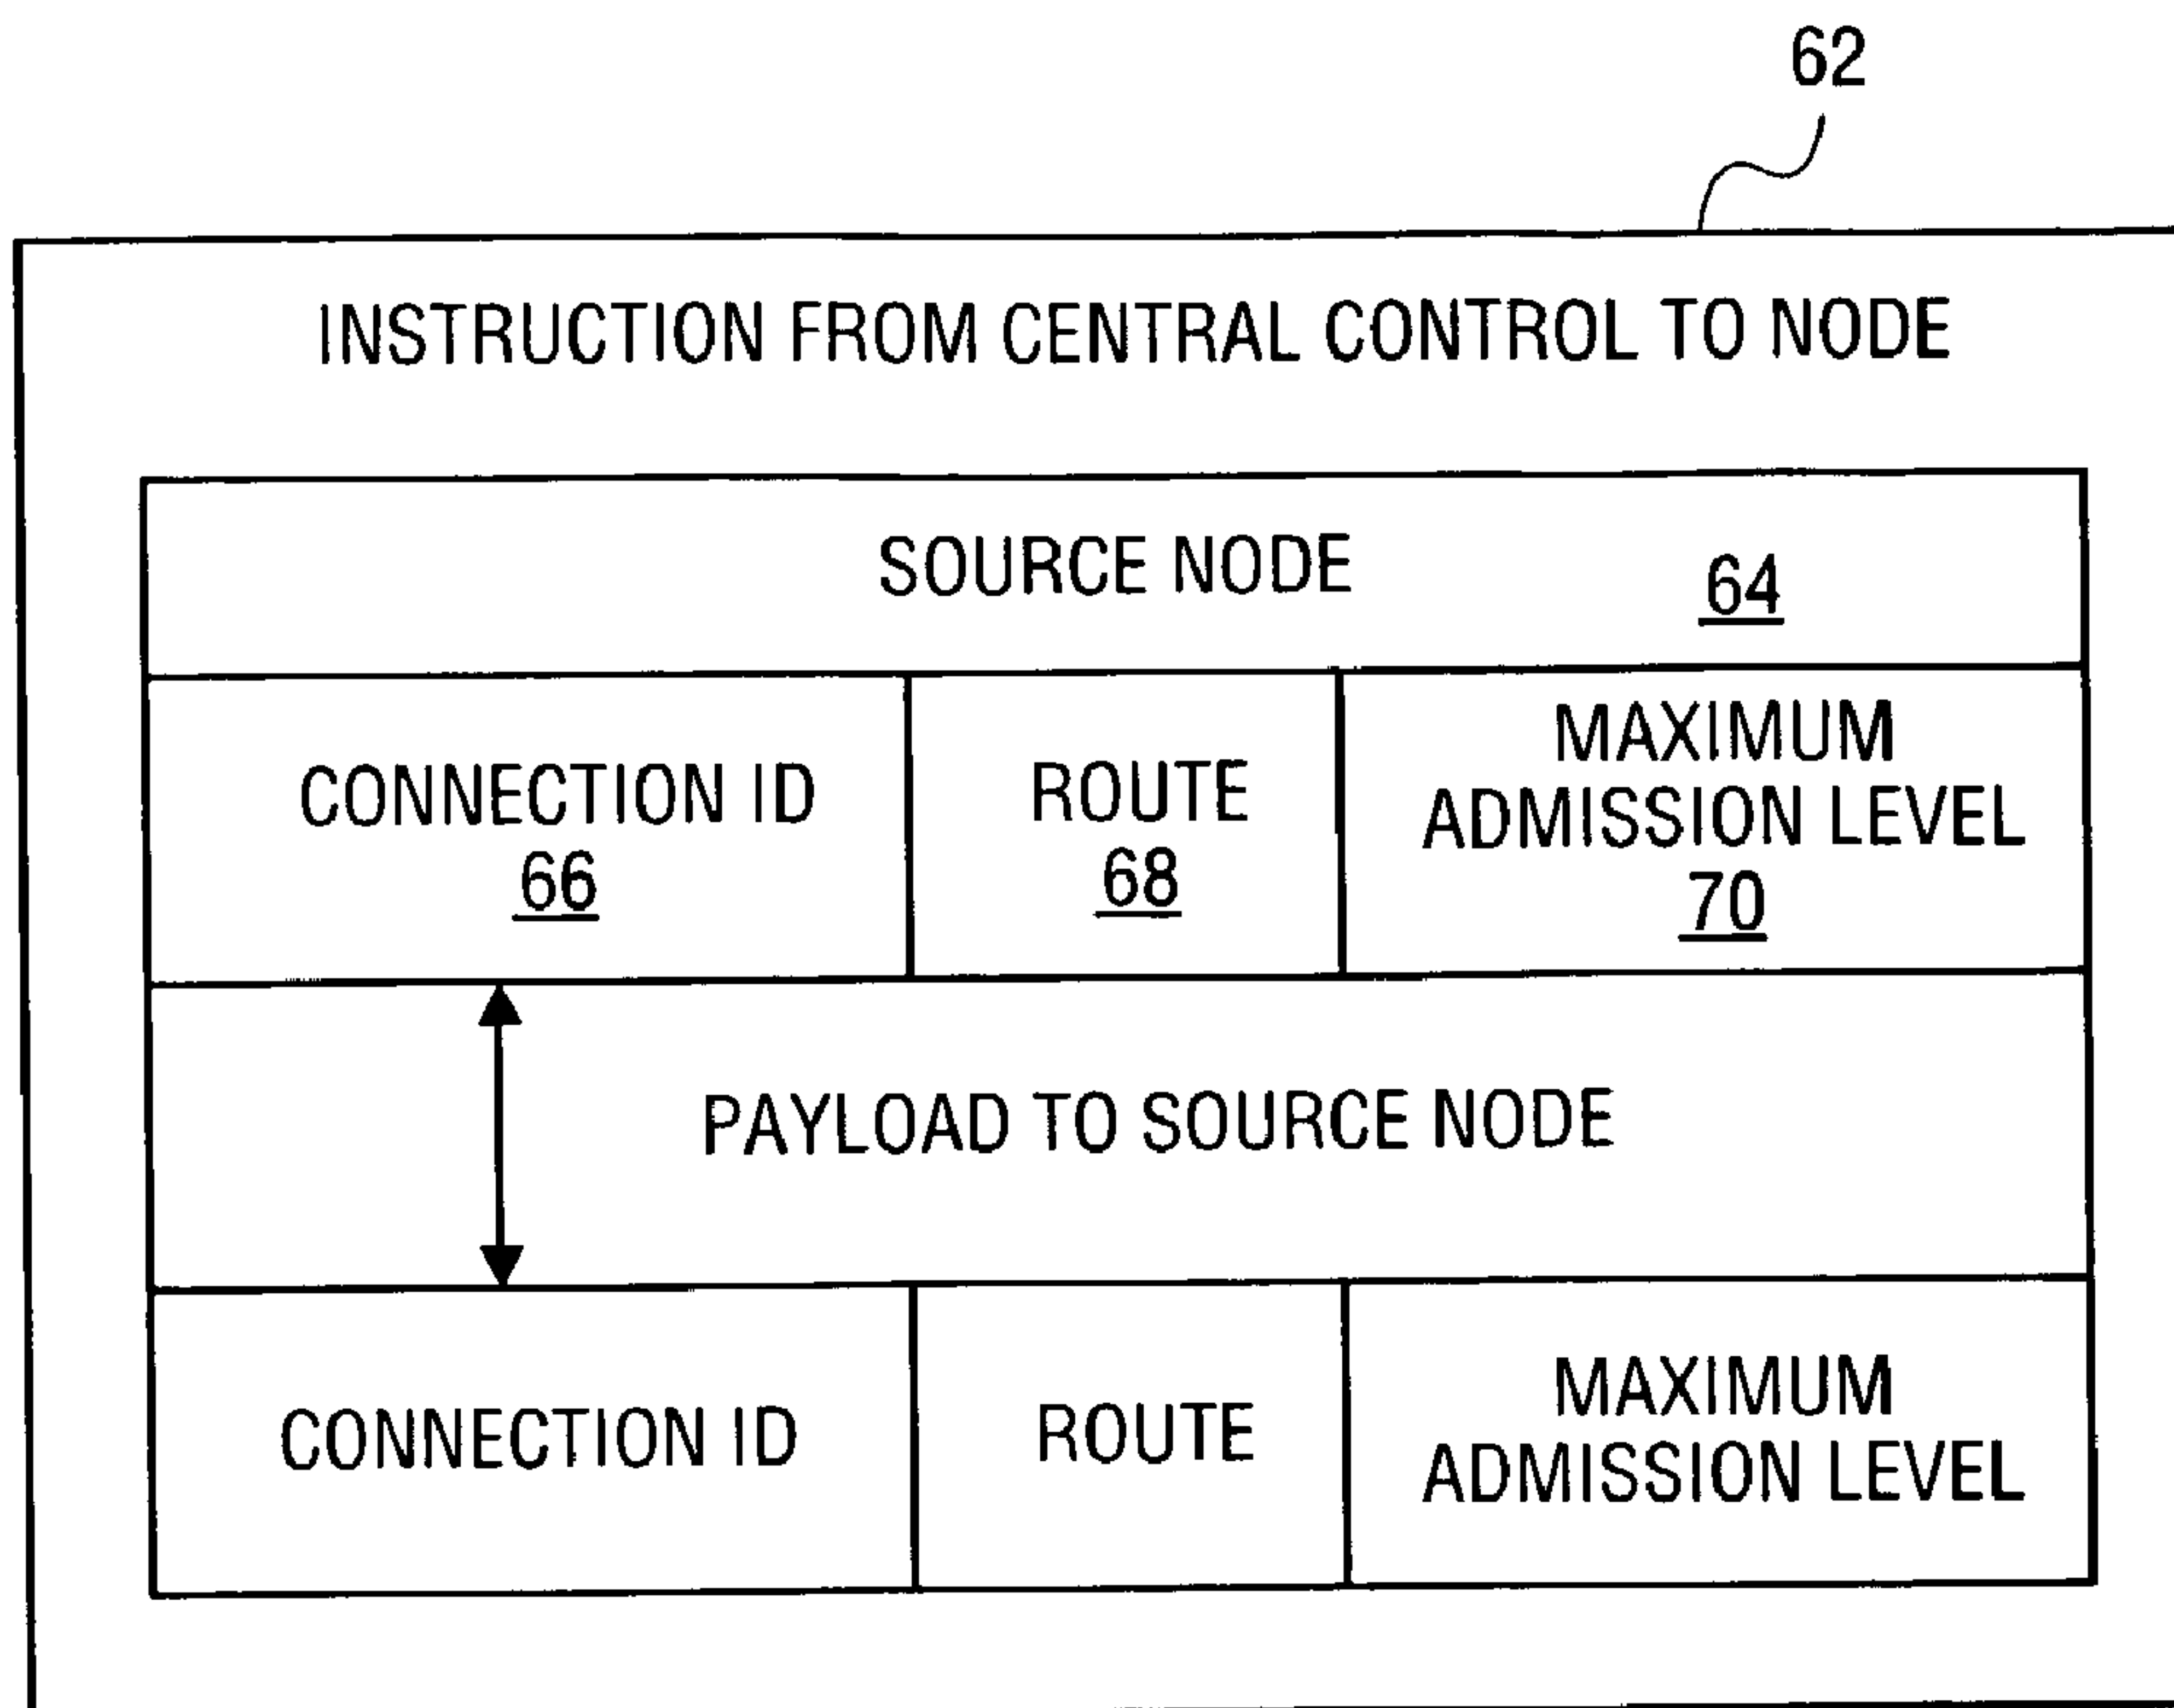 62
INSTRUCTION FROM CENTRAL CONTROL TO NODE
SOURCE NODE 64
CONNECTION ID
66
ROUTE
68
MAXIMUM
ADMISSION LEVEL
70
PAYLOAD TO SOURCE NODE
CONNECTION ID
ROUTE
MAXIMUM
ADMISSION LEVEL